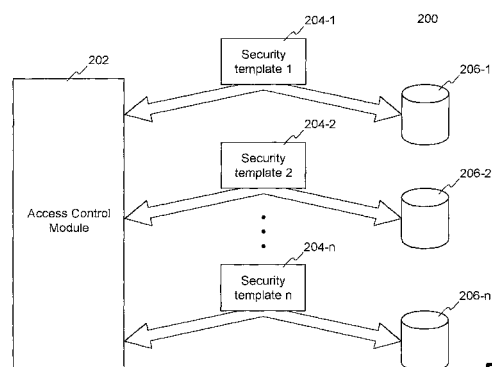 204-1
200
202
Security
template 1
206-1
204-2
Security
template 2
206-2
Access Control
Module
204-n
Security
template n
206-n